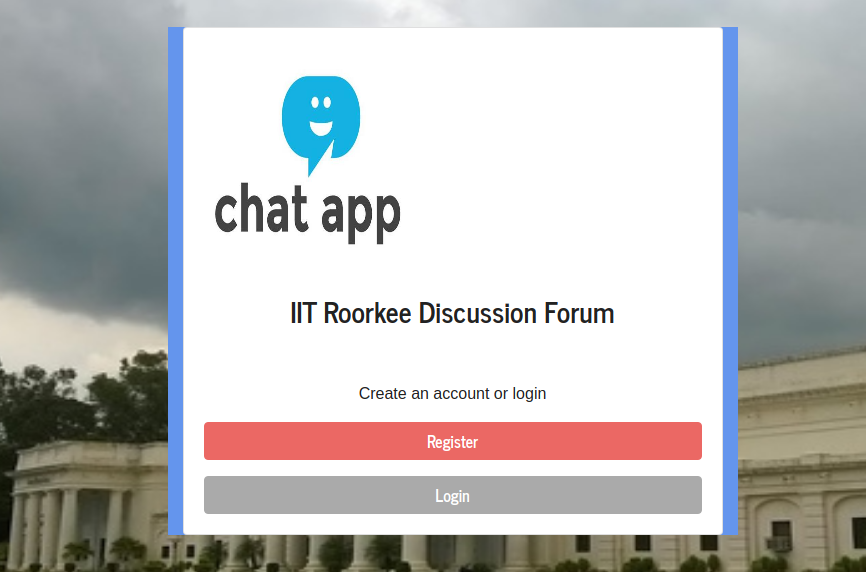 chat app
IIT Roorkee Discussion Forum
Create an account or login
Register
Login